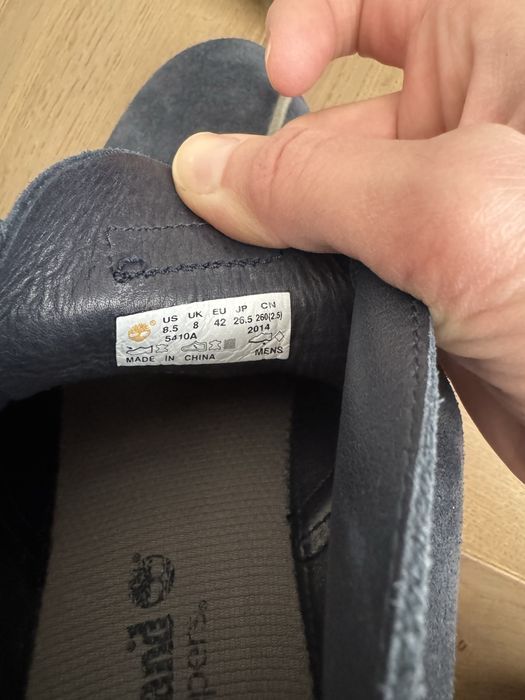 US UK EU JP CN
8.5 8 42 26.5 260(2.5)
5410A 2014
MADE IN CHINA MENS